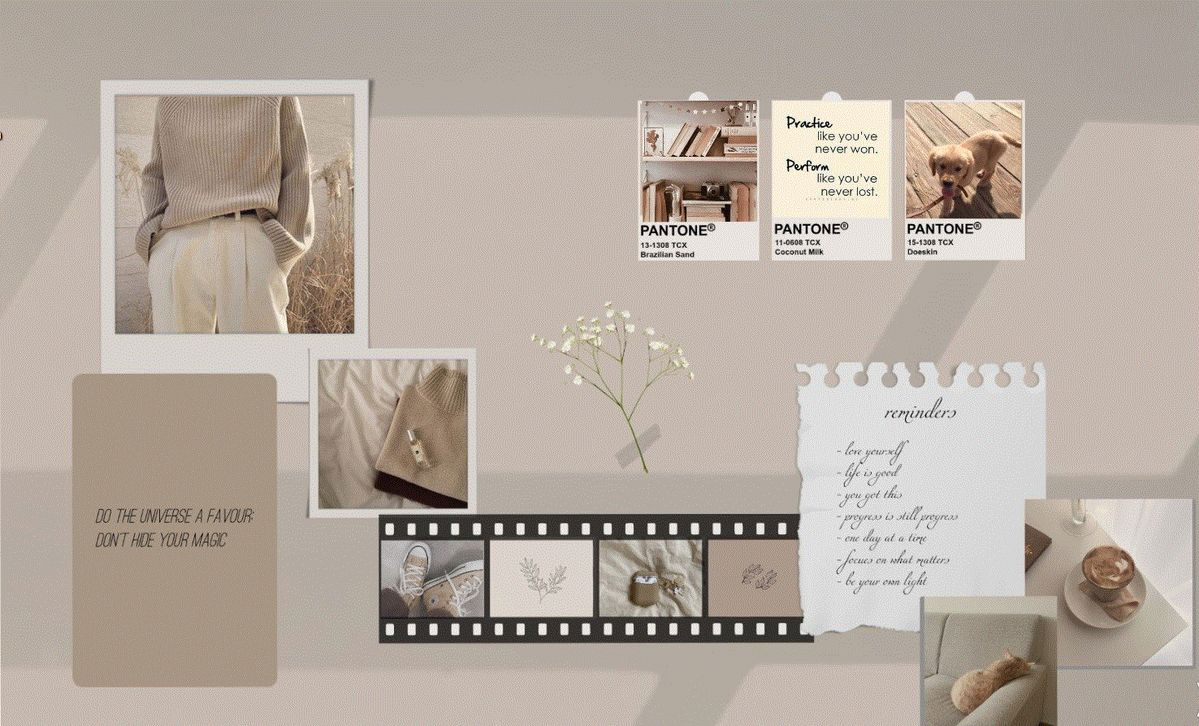 PANTONE®
13-1308 TCX
Brazilian Sand
Practice
like you've
never won.
Perform
like you've
never lost.
PANTONE®
11-0608 TCX
Coconut Milk
PANTONE®
15-1308 TCX
Doeskin
DO THE UNIVERSE A FAVOUR:
DON'T HIDE YOUR MAGIC
reminders
- love yourself
- life is good
- you got this
- progress is still progress
- one day at a time
- focus on what matters
- be your own light